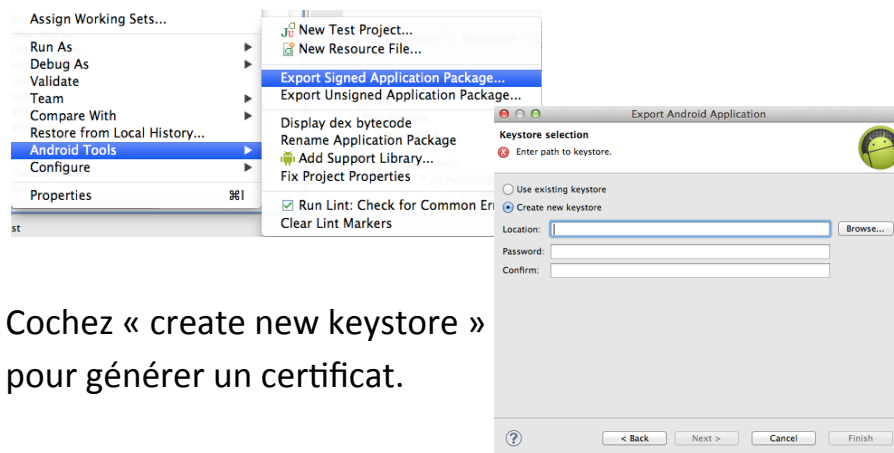 Assign Working Sets...
Run As
Debug As
Validate
Team
Compare With
Restore from Local History...
Android Tools
Configure
Properties ⌘I
st
New Test Project...
New Resource File...
Export Signed Application Package...
Export Unsigned Application Package...
Display dex bytecode
Rename Application Package
Add Support Library...
Fix Project Properties
Run Lint: Check for Common Er
Clear Lint Markers
Export Android Application
Keystore selection
Enter path to keystore.
Use existing keystore
Create new keystore
Location: Browse...
Password:
Confirm:
< Back Next > Cancel Finish
Cochez « create new keystore »
pour générer un certificat.